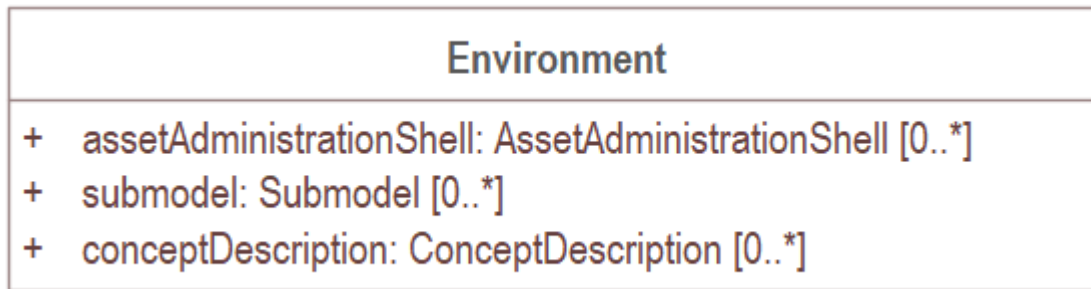 Environment
+ assetAdministrationShell: AssetAdministrationShell [0..*]
+ submodel: Submodel [0..*]
+ conceptDescription: ConceptDescription [0..*]